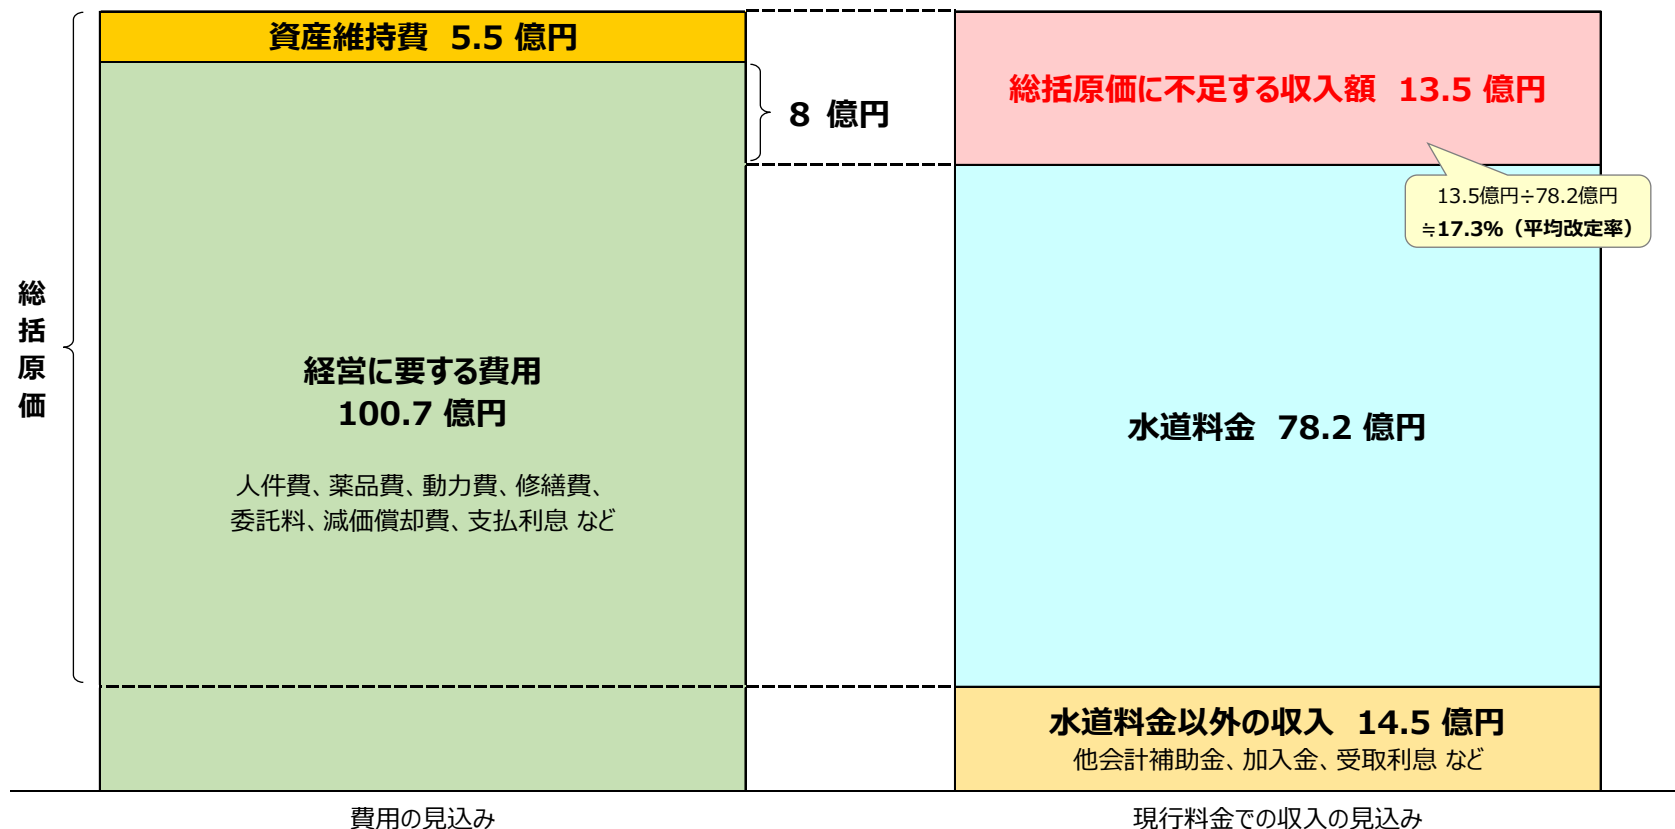 資産維持費 5.5 億円
総括原価に不足する収入額 13.5 億円
8 億円
13.5億円÷78.2億円
≒17.3%（平均改定率）
総括原価
経営に要する費用
100.7 億円
人件費、薬品費、動力費、修繕費、
委託料、減価償却費、支払利息 など
水道料金 78.2 億円
水道料金以外の収入 14.5 億円
他会計補助金、加入金、受取利息 など
費用の見込み
現行料金での収入の見込み